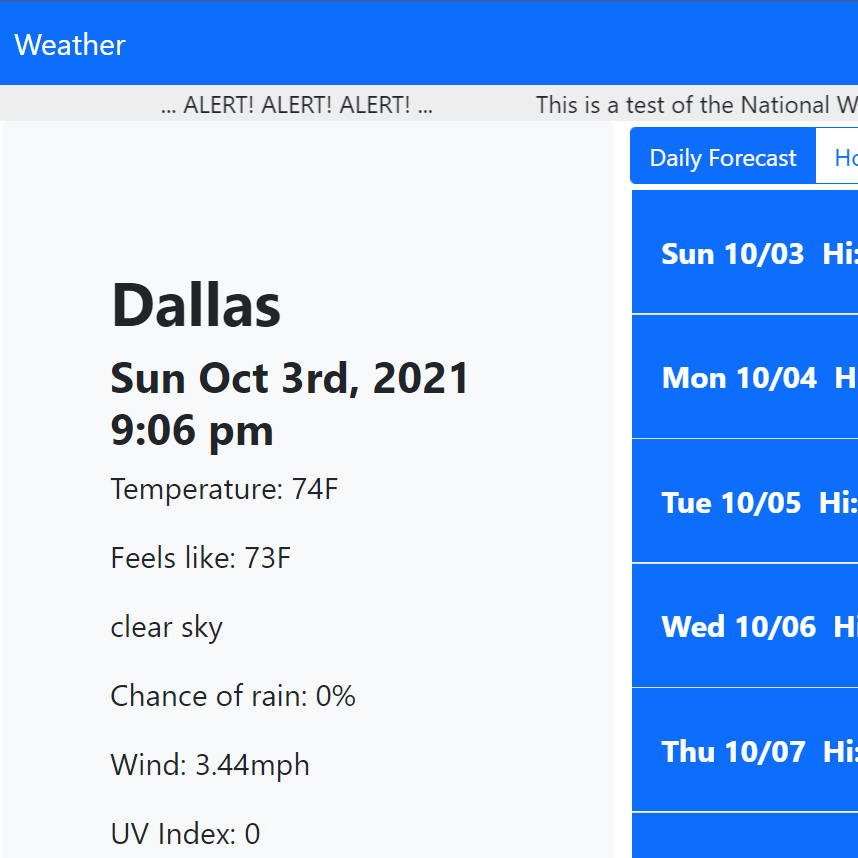 Weather
... ALERT! ALERT! ALERT! ... This is a test of the National
Dallas
Sun Oct 3rd, 2021
9:06 pm
Temperature: 74F
Feels like: 73F
clear sky
Chance of rain: 0%
Wind: 3.44mph
UV Index: 0
Daily Forecast
Sun 10/03 Hi:
Mon 10/04
Tue 10/05 Hi:
Wed 10/06 Hi
Thu 10/07 Hi: